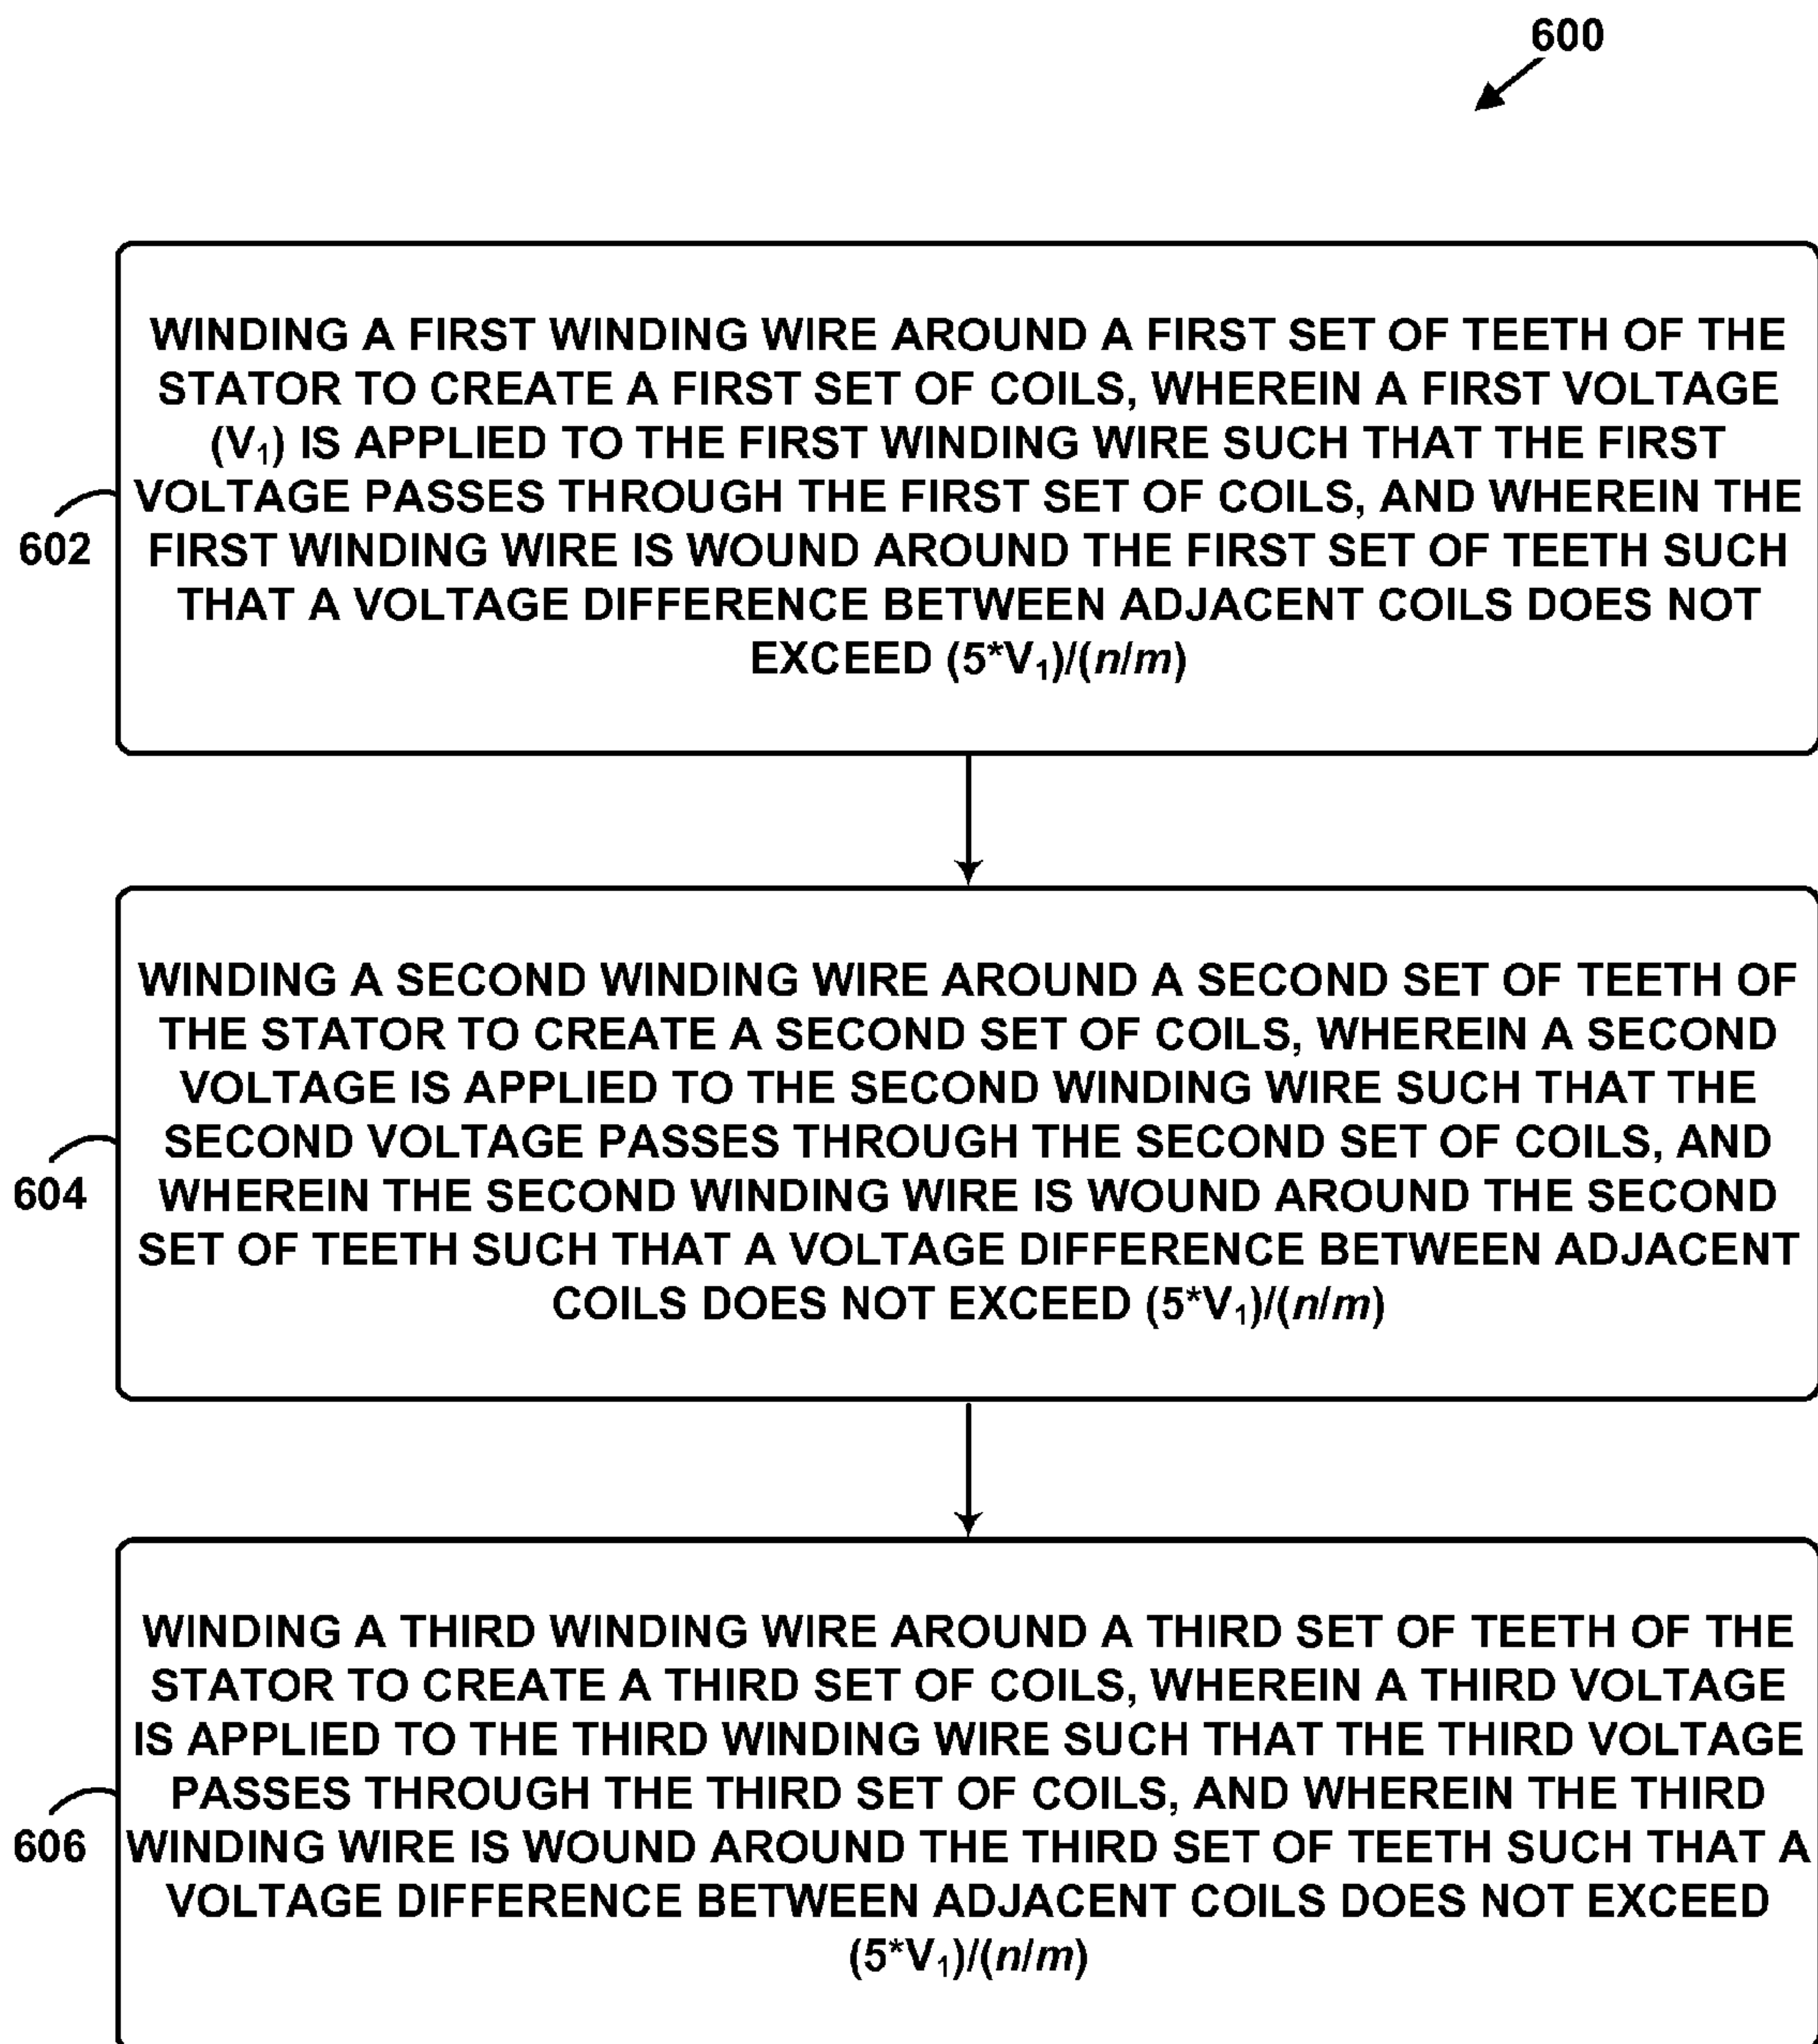 600
WINDING A FIRST WINDING WIRE AROUND A FIRST SET OF TEETH OF THE
STATOR TO CREATE A FIRST SET OF COILS, WHEREIN A FIRST VOLTAGE
(V₁) IS APPLIED TO THE FIRST WINDING WIRE SUCH THAT THE FIRST
VOLTAGE PASSES THROUGH THE FIRST SET OF COILS, AND WHEREIN THE
FIRST WINDING WIRE IS WOUND AROUND THE FIRST SET OF TEETH SUCH
THAT A VOLTAGE DIFFERENCE BETWEEN ADJACENT COILS DOES NOT
EXCEED (5*V₁)/(n/m)
602
WINDING A SECOND WINDING WIRE AROUND A SECOND SET OF TEETH OF
THE STATOR TO CREATE A SECOND SET OF COILS, WHEREIN A SECOND
VOLTAGE IS APPLIED TO THE SECOND WINDING WIRE SUCH THAT THE
SECOND VOLTAGE PASSES THROUGH THE SECOND SET OF COILS, AND
WHEREIN THE SECOND WINDING WIRE IS WOUND AROUND THE SECOND
SET OF TEETH SUCH THAT A VOLTAGE DIFFERENCE BETWEEN ADJACENT
COILS DOES NOT EXCEED (5*V₁)/(n/m)
604
WINDING A THIRD WINDING WIRE AROUND A THIRD SET OF TEETH OF THE
STATOR TO CREATE A THIRD SET OF COILS, WHEREIN A THIRD VOLTAGE
IS APPLIED TO THE THIRD WINDING WIRE SUCH THAT THE THIRD VOLTAGE
PASSES THROUGH THE THIRD SET OF COILS, AND WHEREIN THE THIRD
WINDING WIRE IS WOUND AROUND THE THIRD SET OF TEETH SUCH THAT A
VOLTAGE DIFFERENCE BETWEEN ADJACENT COILS DOES NOT EXCEED
(5*V₁)/(n/m)
606